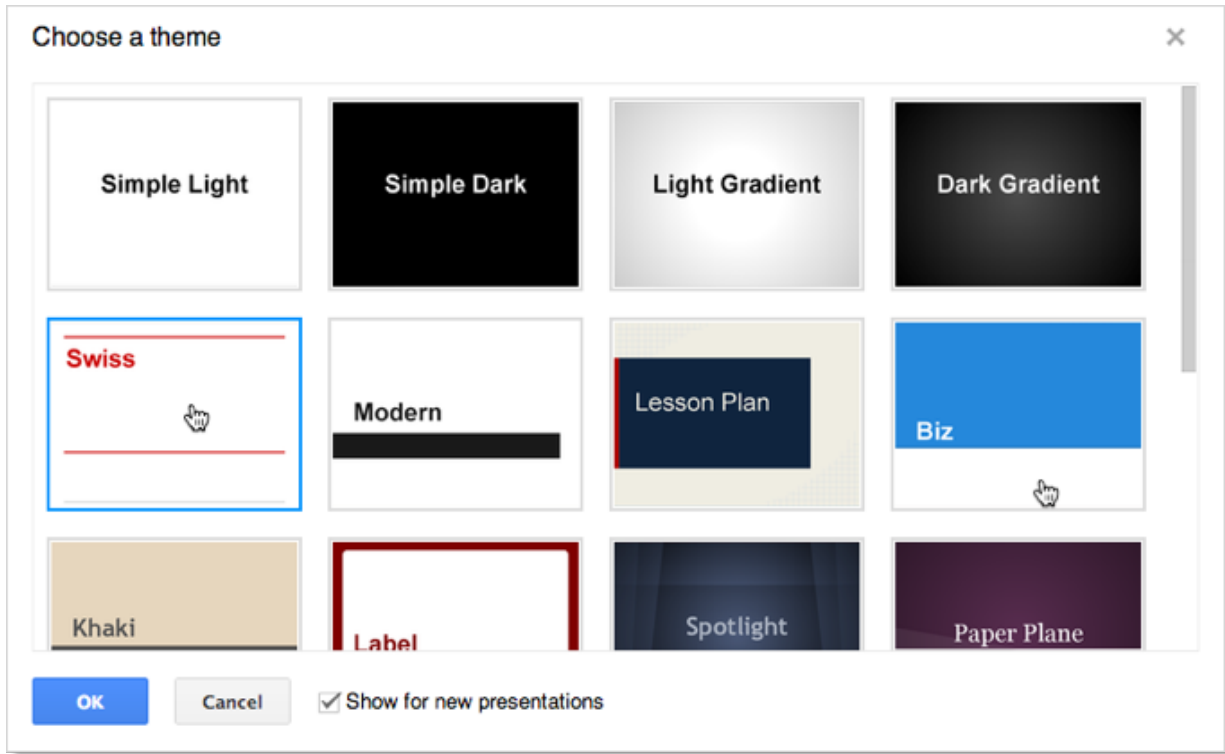 Choose a theme
Simple Light
Simple Dark
Light Gradient
Dark Gradient
Swiss
Modern
Lesson Plan
Biz
Khaki
Label
Spotlight
Paper Plane
OK
Cancel
Show for new presentations